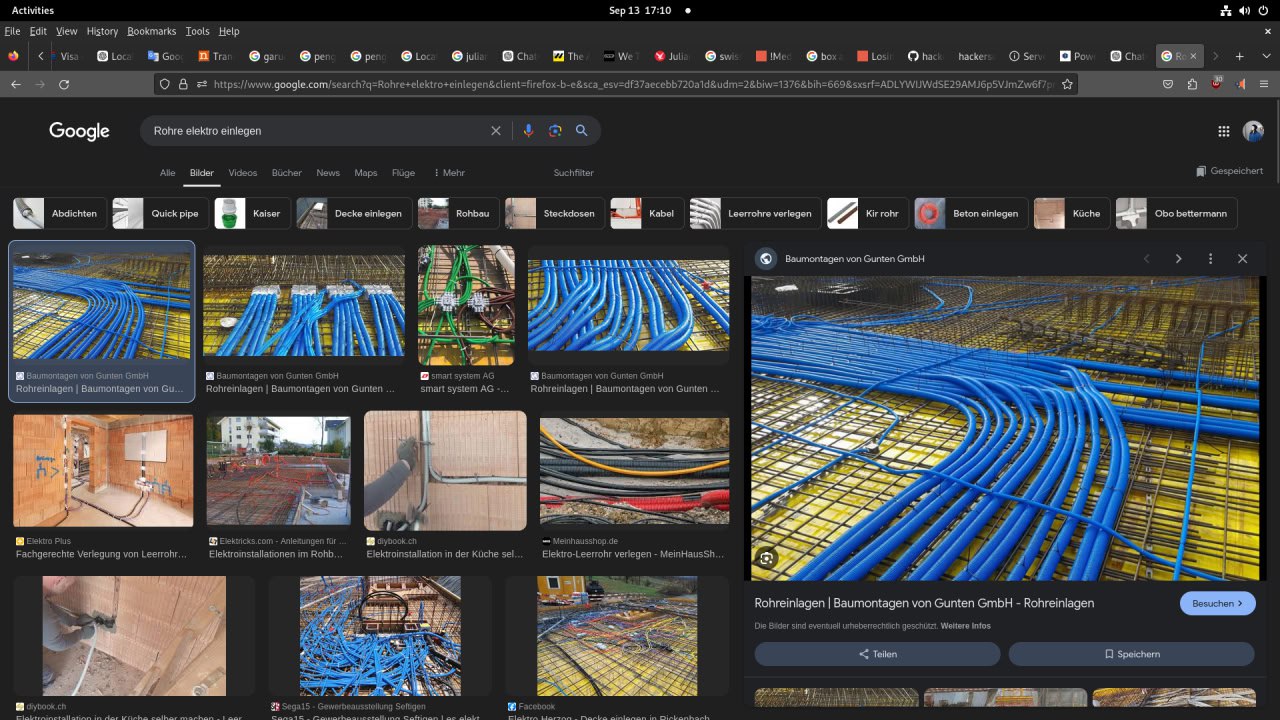 Activities
Sep 13 17:10
File Edit View History Bookmarks Tools Help
Visa
Local
Goog
Tran
garu
peng
peng
Loca
julian
Chat
The
We T
Julia
swis
!Med
box a
Losin
hack
hackers
Serve
Powe
Chat
Ro
https://www.google.com/search?q=Rohre+elektro+einlegen&client=firefox-b-e&sca_esv=df37aecebb720a1d&udm=2&biw=1376&bih=669&sxsrf=ADLYWIJWdSE29AMJ6p5VJmZw6f7p
30
Google
Rohre elektro einlegen
Alle Bilder Videos Bücher News Maps Flüge Mehr Suchfilter
Gespeichert
Abdichten Quick pipe Kaiser Decke einlegen Rohbau Steckdosen Kabel Leerrohre verlegen Kir rohr Beton einlegen Küche Obo bettermann
Baumontagen von Gunten GmbH
Rohreinlagen | Baumontagen von Gu...
Baumontagen von Gunten GmbH
Rohreinlagen | Baumontagen von Gunten ...
smart system AG
smart system AG -...
Baumontagen von Gunten GmbH
Rohreinlagen | Baumontagen von Gunten ...
Elektro Plus
Fachgerechte Verlegung von Leerrohr...
Elektricks.com - Anleitungen für ...
Elektroinstallationen im Rohb...
diybook.ch
Elektroinstallation in der Küche sel...
Meinhausshop.de
Elektro-Leerrohr verlegen - MeinHausSh...
diybook.ch
Elektroinstallation in der Küche selber machen - Leer
Sega15 - Gewerbeausstellung Seftigen
Sega15 - Gewerbeausstellung Seftigen | es elekt
Facebook
Elektro Herzog - Decke einlegen in Rickenbach
Baumontagen von Gunten GmbH
Rohreinlagen | Baumontagen von Gunten GmbH - Rohreinlagen
Besuchen
Die Bilder sind eventuell urheberrechtlich geschützt. Weitere Infos
Teilen
Speichern